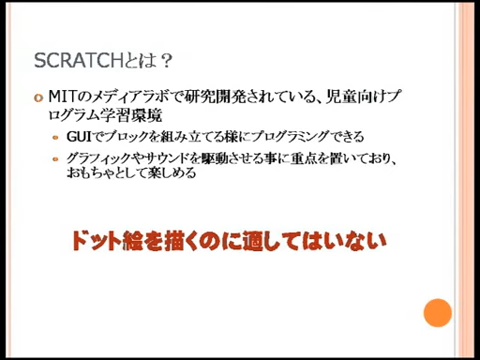 SCRATCHとは?
MITのメディアラボで研究開発されている、児童向けプ
ログラム学習環境
GUIでブロックを組み立てる様にプログラミングできる
グラフィックやサウンドを駆動させる事に重点を置いており、
おもちゃとして楽しめる
ドット絵を描くのに適してはいない